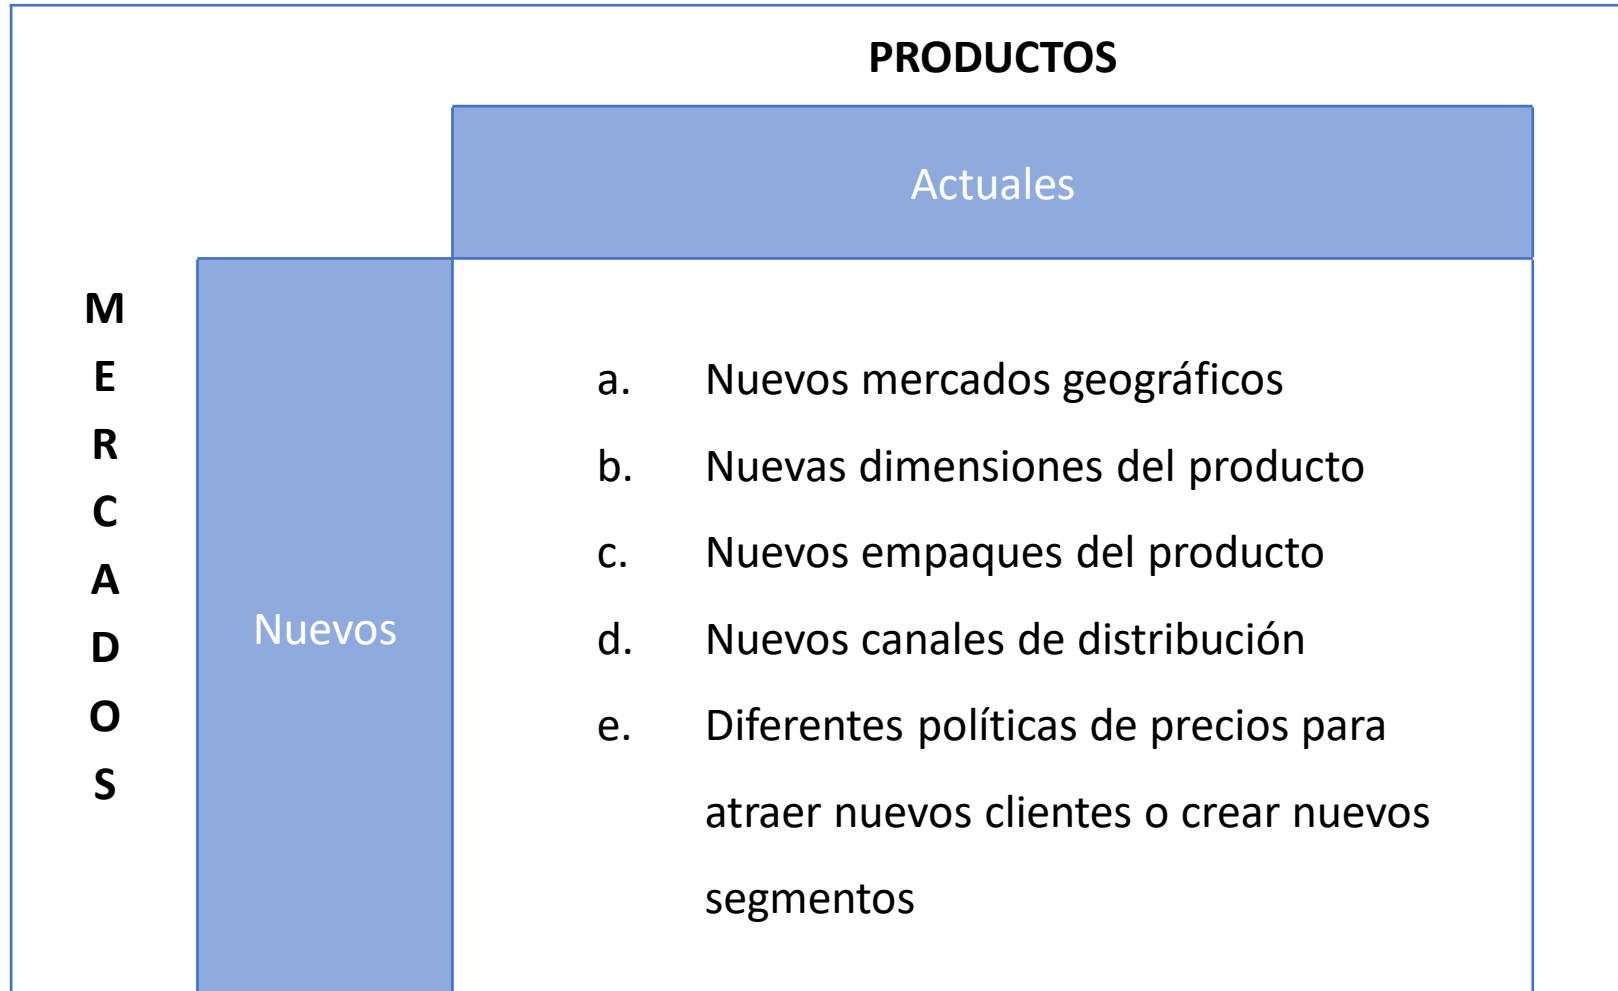 PRODUCTOS
Actuales
M
E
R
C
A
D
O
S
Nuevos
a. Nuevos mercados geográficos
b. Nuevas dimensiones del producto
c. Nuevos empaques del producto
d. Nuevos canales de distribución
e. Diferentes políticas de precios para
atraer nuevos clientes o crear nuevos
segmentos